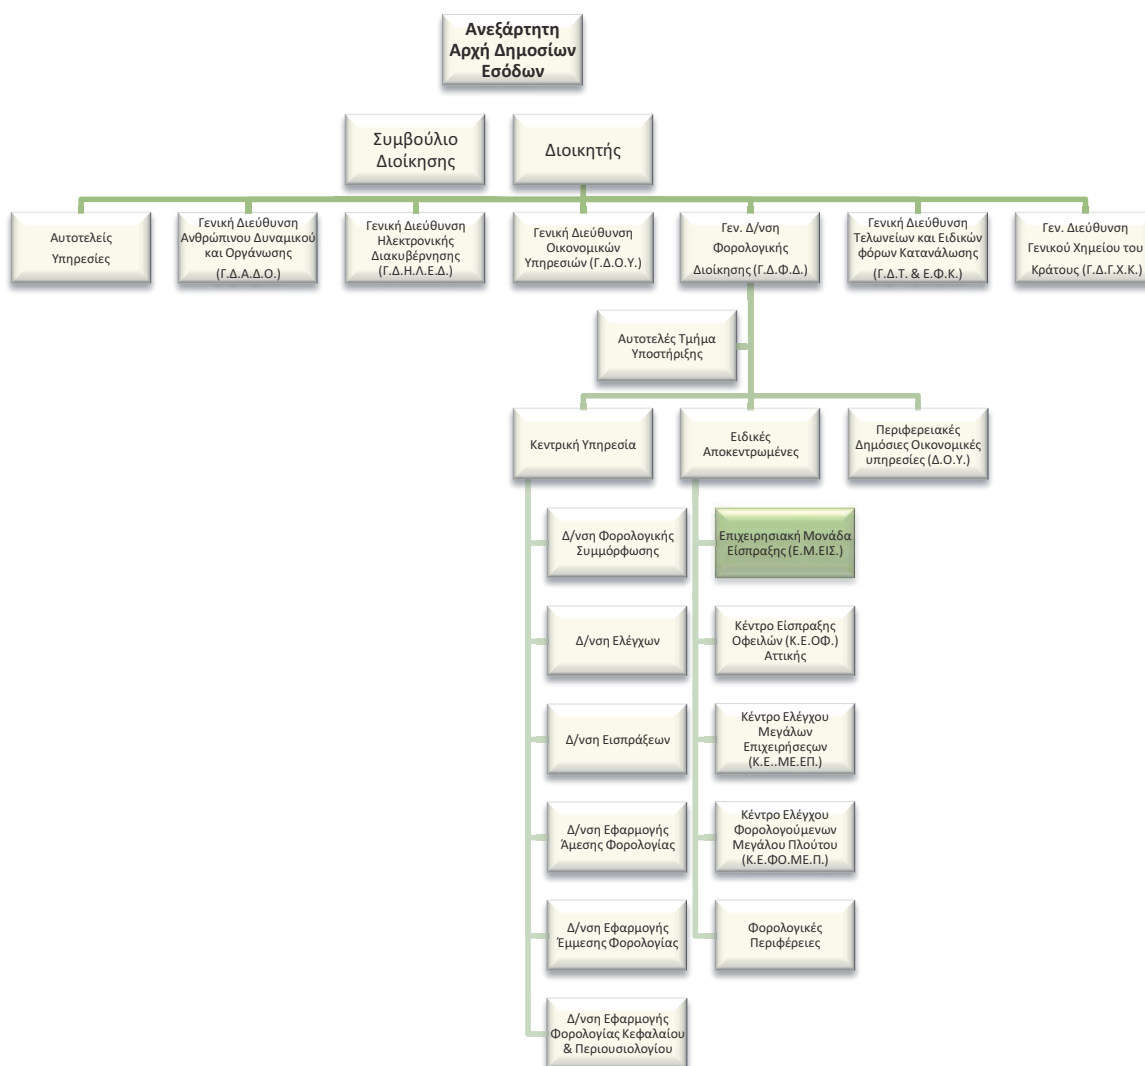 Ανεξάρτητη
Αρχή Δημοσίων
Εσόδων
Συμβούλιο
Διοίκησης
Διοικητής
Αυτοτελείς
Υπηρεσίες
Γενική Διεύθυνση
Ανθρώπινου Δυναμικού
και Οργάνωσης
(Γ.Δ.Α.Δ.Ο.)
Γενική Διεύθυνση
Ηλεκτρονικής
Διακυβέρνησης
(Γ.Δ.Η.Λ.Ε.Δ.)
Γενική Διεύθυνση
Οικονομικών
Υπηρεσιών (Γ.Δ.Ο.Υ.)
Γεν. Δ/νση
Φορολογικής
Διοίκησης (Γ.Δ.Φ.Δ.)
Γενική Διεύθυνση
Τελωνείων και Ειδικών
φόρων Κατανάλωσης
(Γ.Δ.Τ. & Ε.Φ.Κ.)
Γεν. Διεύθυνση
Γενικού Χημείου του
Κράτους (Γ.Δ.Γ.Χ.Κ.)
Αυτοτελές Τμήμα
Υποστήριξης
Κεντρική Υπηρεσία
Ειδικές
Αποκεντρωμένες
Περιφερειακές
Δημόσιες Οικονομικές
υπηρεσίες (Δ.Ο.Υ.)
Δ/νση Φορολογικής
Συμμόρφωσης
Δ/νση Ελέγχων
Δ/νση Εισπράξεων
Δ/νση Εφαρμογής
Άμεσης Φορολογίας
Δ/νση Εφαρμογής
Έμμεσης Φορολογίας
Δ/νση Εφαρμογής
Φορολογίας Κεφαλαίου
& Περιουσιολογίου
Επιχειρησιακή Μονάδα
Είσπραξης (Ε.Μ.ΕΙΣ.)
Κέντρο Είσπραξης
Οφειλών (Κ.Ε.ΟΦ.)
Αττικής
Κέντρο Ελέγχου
Μεγάλων
Επιχειρήσεςων
(Κ.Ε..ΜΕ.ΕΠ.)
Κέντρο Ελέγχου
Φορολογούμενων
Μεγάλου Πλούτου
(Κ.Ε.ΦΟ.ΜΕ.Π.)
Φορολογικές
Περιφέρειες